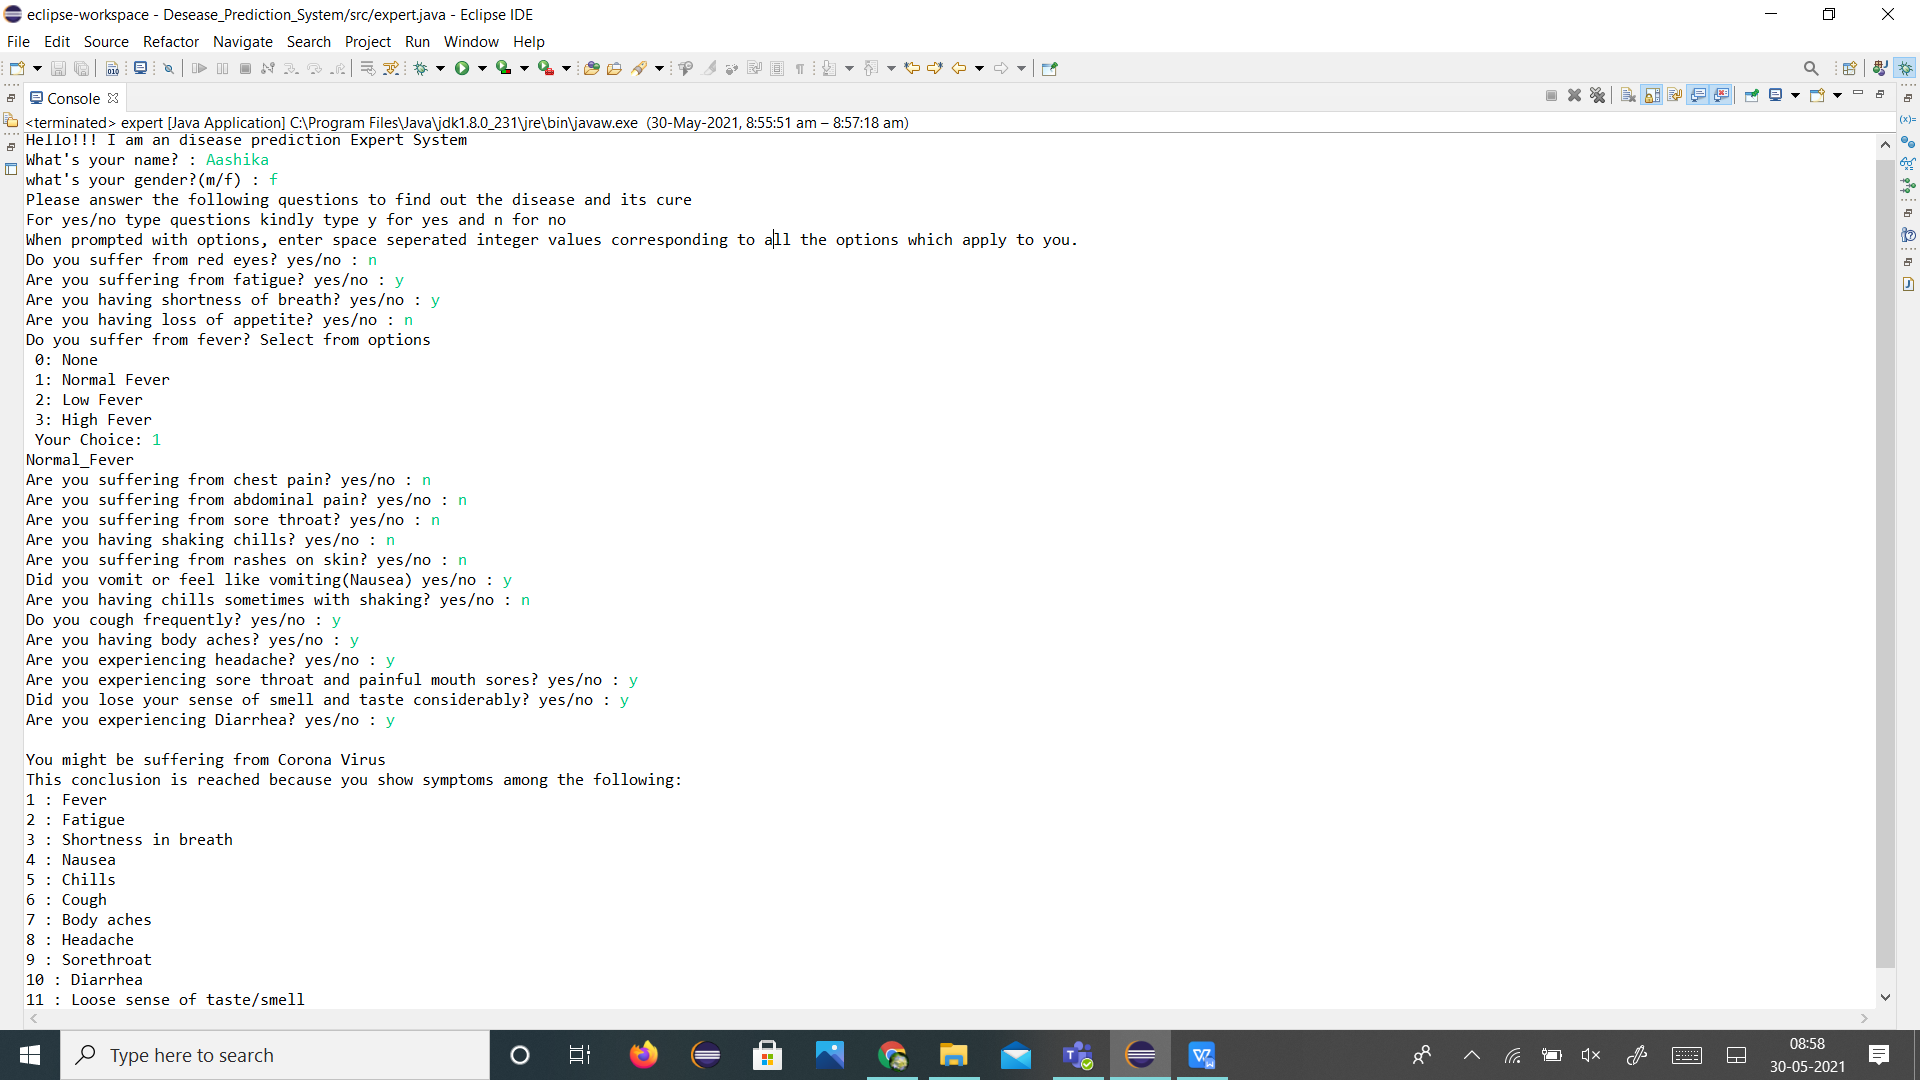 eclipse-workspace - Desease_Prediction_System/src/expert.java - Eclipse IDE
File Edit Source Refactor Navigate Search Project Run Window Help
Console
<terminated> expert [Java Application] C:\Program Files\Java\jdk1.8.0_231\jre\bin\javaw.exe (30-May-2021, 8:55:51 am – 8:57:18 am)
Hello!!! I am an disease prediction Expert System
What's your name? : Aashika
what's your gender?(m/f) : f
Please answer the following questions to find out the disease and its cure
For yes/no type questions kindly type y for yes and n for no
When prompted with options, enter space seperated integer values corresponding to all the options which apply to you.
Do you suffer from red eyes? yes/no : n
Are you suffering from fatigue? yes/no : y
Are you having shortness of breath? yes/no : y
Are you having loss of appetite? yes/no : n
Do you suffer from fever? Select from options
0: None
1: Normal Fever
2: Low Fever
3: High Fever
Your Choice: 1
Normal_Fever
Are you suffering from chest pain? yes/no : n
Are you suffering from abdominal pain? yes/no : n
Are you suffering from sore throat? yes/no : n
Are you having shaking chills? yes/no : n
Are you suffering from rashes on skin? yes/no : n
Did you vomit or feel like vomiting(Nausea) yes/no : y
Are you having chills sometimes with shaking? yes/no : n
Do you cough frequently? yes/no : y
Are you having body aches? yes/no : y
Are you experiencing headache? yes/no : y
Are you experiencing sore throat and painful mouth sores? yes/no : y
Did you lose your sense of smell and taste considerably? yes/no : y
Are you experiencing Diarrhea? yes/no : y
You might be suffering from Corona Virus
This conclusion is reached because you show symptoms among the following:
1 : Fever
2 : Fatigue
3 : Shortness in breath
4 : Nausea
5 : Chills
6 : Cough
7 : Body aches
8 : Headache
9 : Sorethroat
10 : Diarrhea
11 : Loose sense of taste/smell
Type here to search
08:58
30-05-2021